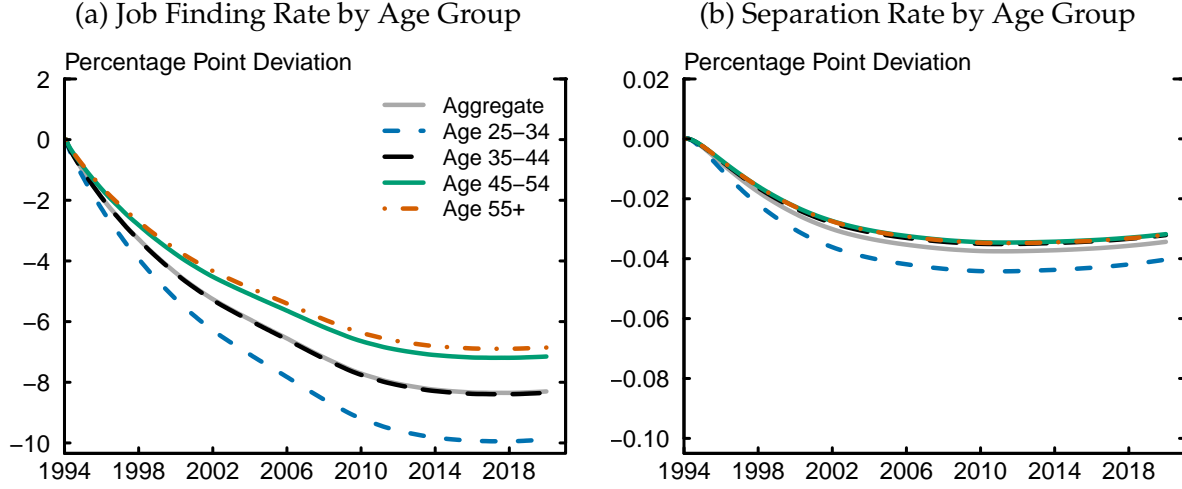 (a) Job Finding Rate by Age Group
Percentage Point Deviation
2
0
−2
−4
−6
−8
−10
1994 1998 2002 2006 2010 2014 2018
Aggregate
Age 25−34
Age 35−44
Age 45−54
Age 55+
(b) Separation Rate by Age Group
Percentage Point Deviation
0.02
0.00
−0.02
−0.04
−0.06
−0.08
−0.10
1994 1998 2002 2006 2010 2014 2018